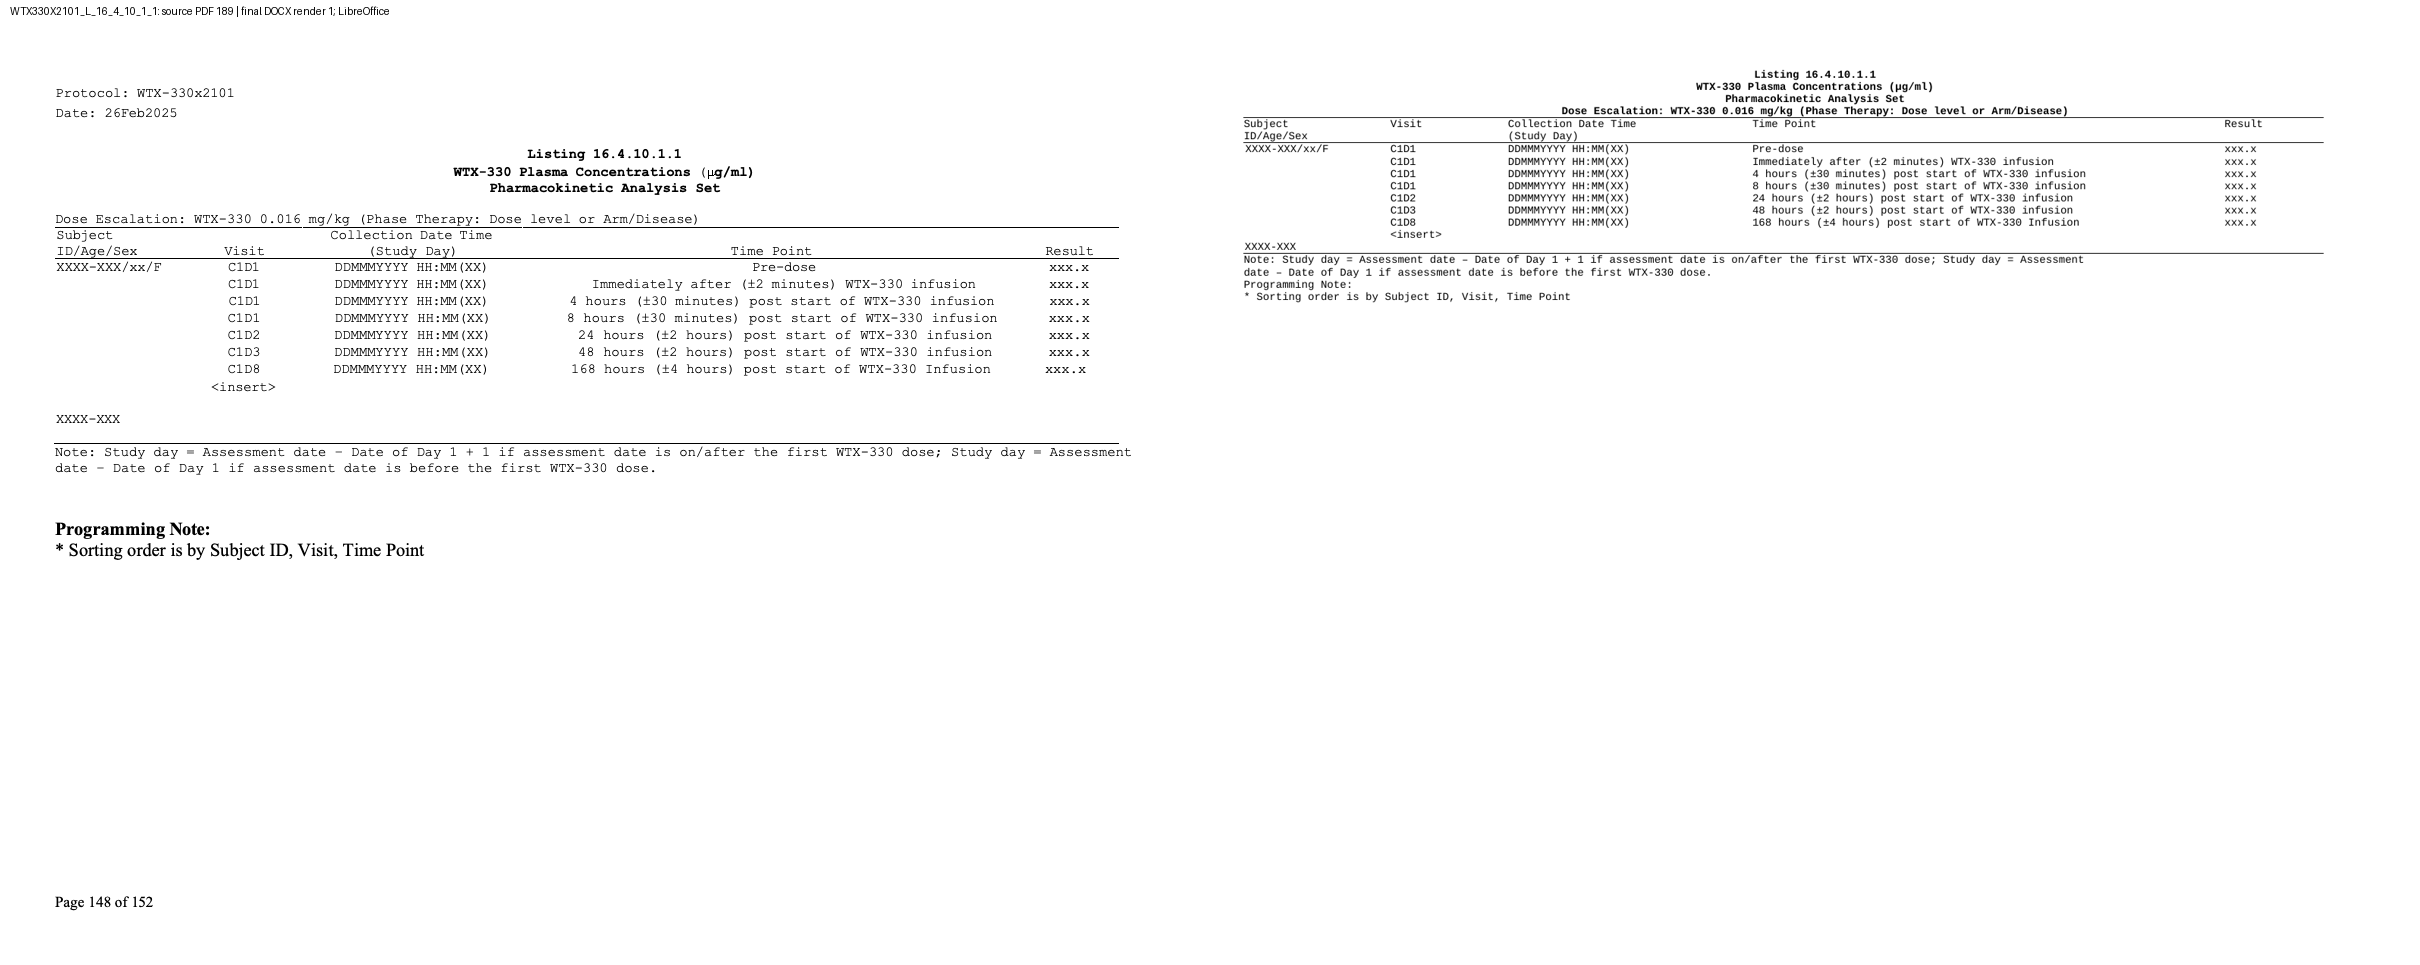 WTX330X2101_L_16_4_10_1_1: source PDF 189 | final DOCX render 1; LibreOffice
Protocol: WTX-330x2101
Date: 26Feb2025
Listing 16.4.10.1.1
WTX-330 Plasma Concentrations (µg/ml)
Pharmacokinetic Analysis Set
Dose Escalation: WTX-330 0.016 mg/kg (Phase Therapy: Dose level or Arm/Disease)
Subject Collection Date Time
ID/Age/Sex Visit (Study Day) Time Point Result
XXXX-XXX/xx/F C1D1 DDMMMYYYY HH:MM(XX) Pre-dose xxx.x
C1D1 DDMMMYYYY HH:MM(XX) Immediately after (±2 minutes) WTX-330 infusion xxx.x
C1D1 DDMMMYYYY HH:MM(XX) 4 hours (±30 minutes) post start of WTX-330 infusion xxx.x
C1D1 DDMMMYYYY HH:MM(XX) 8 hours (±30 minutes) post start of WTX-330 infusion xxx.x
C1D2 DDMMMYYYY HH:MM(XX) 24 hours (±2 hours) post start of WTX-330 infusion xxx.x
C1D3 DDMMMYYYY HH:MM(XX) 48 hours (±2 hours) post start of WTX-330 infusion xxx.x
C1D8 DDMMMYYYY HH:MM(XX) 168 hours (±4 hours) post start of WTX-330 Infusion xxx.x
<insert>
XXXX-XXX
Note: Study day = Assessment date – Date of Day 1 + 1 if assessment date is on/after the first WTX-330 dose; Study day = Assessment
date – Date of Day 1 if assessment date is before the first WTX-330 dose.
Programming Note:
* Sorting order is by Subject ID, Visit, Time Point
Page 148 of 152
Listing 16.4.10.1.1
WTX-330 Plasma Concentrations (µg/ml)
Pharmacokinetic Analysis Set
Dose Escalation: WTX-330 0.016 mg/kg (Phase Therapy: Dose level or Arm/Disease)
Subject Visit Collection Date Time Time Point Result
ID/Age/Sex (Study Day)
XXXX-XXX/xx/F C1D1 DDMMMYYYY HH:MM(XX) Pre-dose xxx.x
C1D1 DDMMMYYYY HH:MM(XX) Immediately after (±2 minutes) WTX-330 infusion xxx.x
C1D1 DDMMMYYYY HH:MM(XX) 4 hours (±30 minutes) post start of WTX-330 infusion xxx.x
C1D1 DDMMMYYYY HH:MM(XX) 8 hours (±30 minutes) post start of WTX-330 infusion xxx.x
C1D2 DDMMMYYYY HH:MM(XX) 24 hours (±2 hours) post start of WTX-330 infusion xxx.x
C1D3 DDMMMYYYY HH:MM(XX) 48 hours (±2 hours) post start of WTX-330 infusion xxx.x
C1D8 DDMMMYYYY HH:MM(XX) 168 hours (±4 hours) post start of WTX-330 Infusion xxx.x
<insert>
XXXX-XXX
Note: Study day = Assessment date – Date of Day 1 + 1 if assessment date is on/after the first WTX-330 dose; Study day = Assessment
date – Date of Day 1 if assessment date is before the first WTX-330 dose.
Programming Note:
* Sorting order is by Subject ID, Visit, Time Point